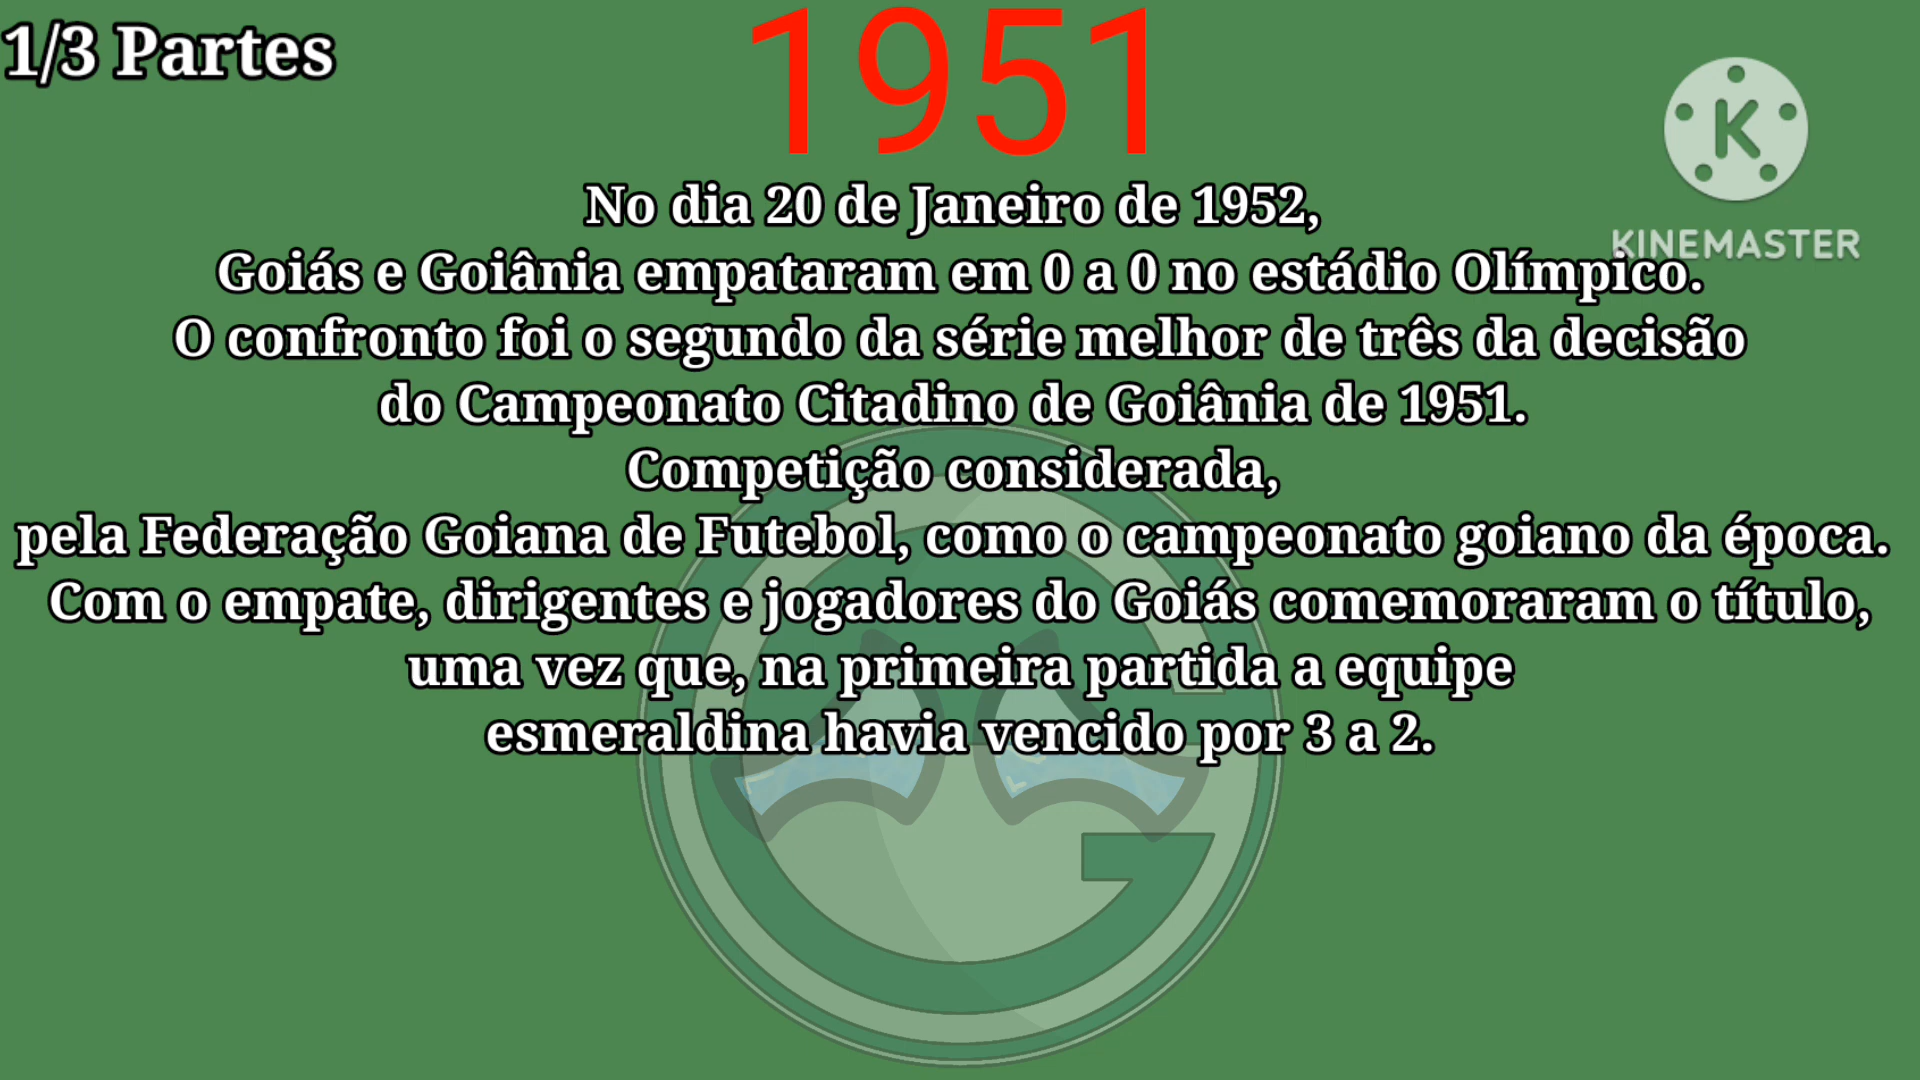 1/3 Partes
1951
K
KINEMASTER
No dia 20 de Janeiro de 1952,
Goiás e Goiânia empataram em 0 a 0 no estádio Olímpico.
O confronto foi o segundo da série melhor de três da decisão
do Campeonato Citadino de Goiânia de 1951.
Competição considerada,
pela Federação Goiana de Futebol, como o campeonato goiano da época.
Com o empate, dirigentes e jogadores do Goiás comemoraram o título,
uma vez que, na primeira partida a equipe
esmeraldina havia vencido por 3 a 2.